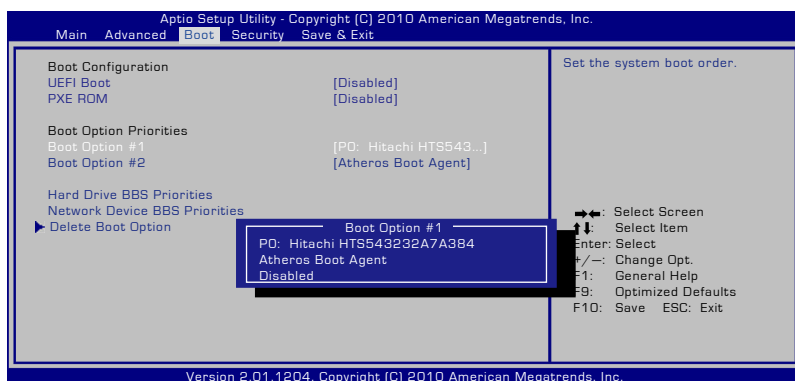 Aptio Setup Utility - Copyright (C) 2010 American Megatrends, Inc.
Main Advanced Boot Security Save & Exit
Boot Configuration
UEFI Boot [Disabled]
PXE ROM [Disabled]
Boot Option Priorities
Boot Option #1 [P0: Hitachi HTS543...]
Boot Option #2 [Atheros Boot Agent]
Hard Drive BBS Priorities
Network Device BBS Priorities
Delete Boot Option
Boot Option #1
P0: Hitachi HTS543232A7A384
Atheros Boot Agent
Disabled
Set the system boot order.
→←: Select Screen
↑↓: Select Item
Enter: Select
+/—: Change Opt.
F1: General Help
F9: Optimized Defaults
F10: Save ESC: Exit
Version 2.01.1204. Copyright (C) 2010 American Megatrends, Inc.